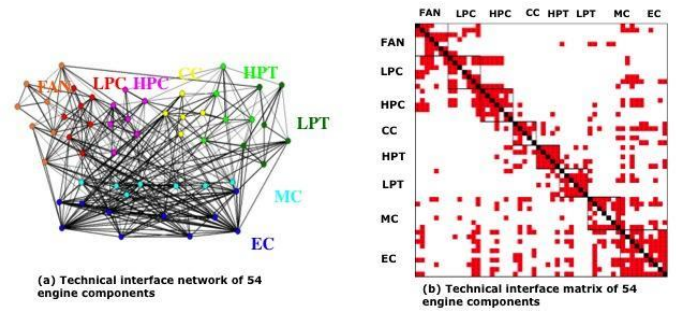 FAN LPC HPC CC HPT LPT MC EC
FAN
LPC
HPC
CC
HPT
LPT
MC
EC
FAN LPC HPC CC HPT
LPT
MC
EC
(a) Technical interface network of 54
engine components
(b) Technical interface matrix of 54
engine components